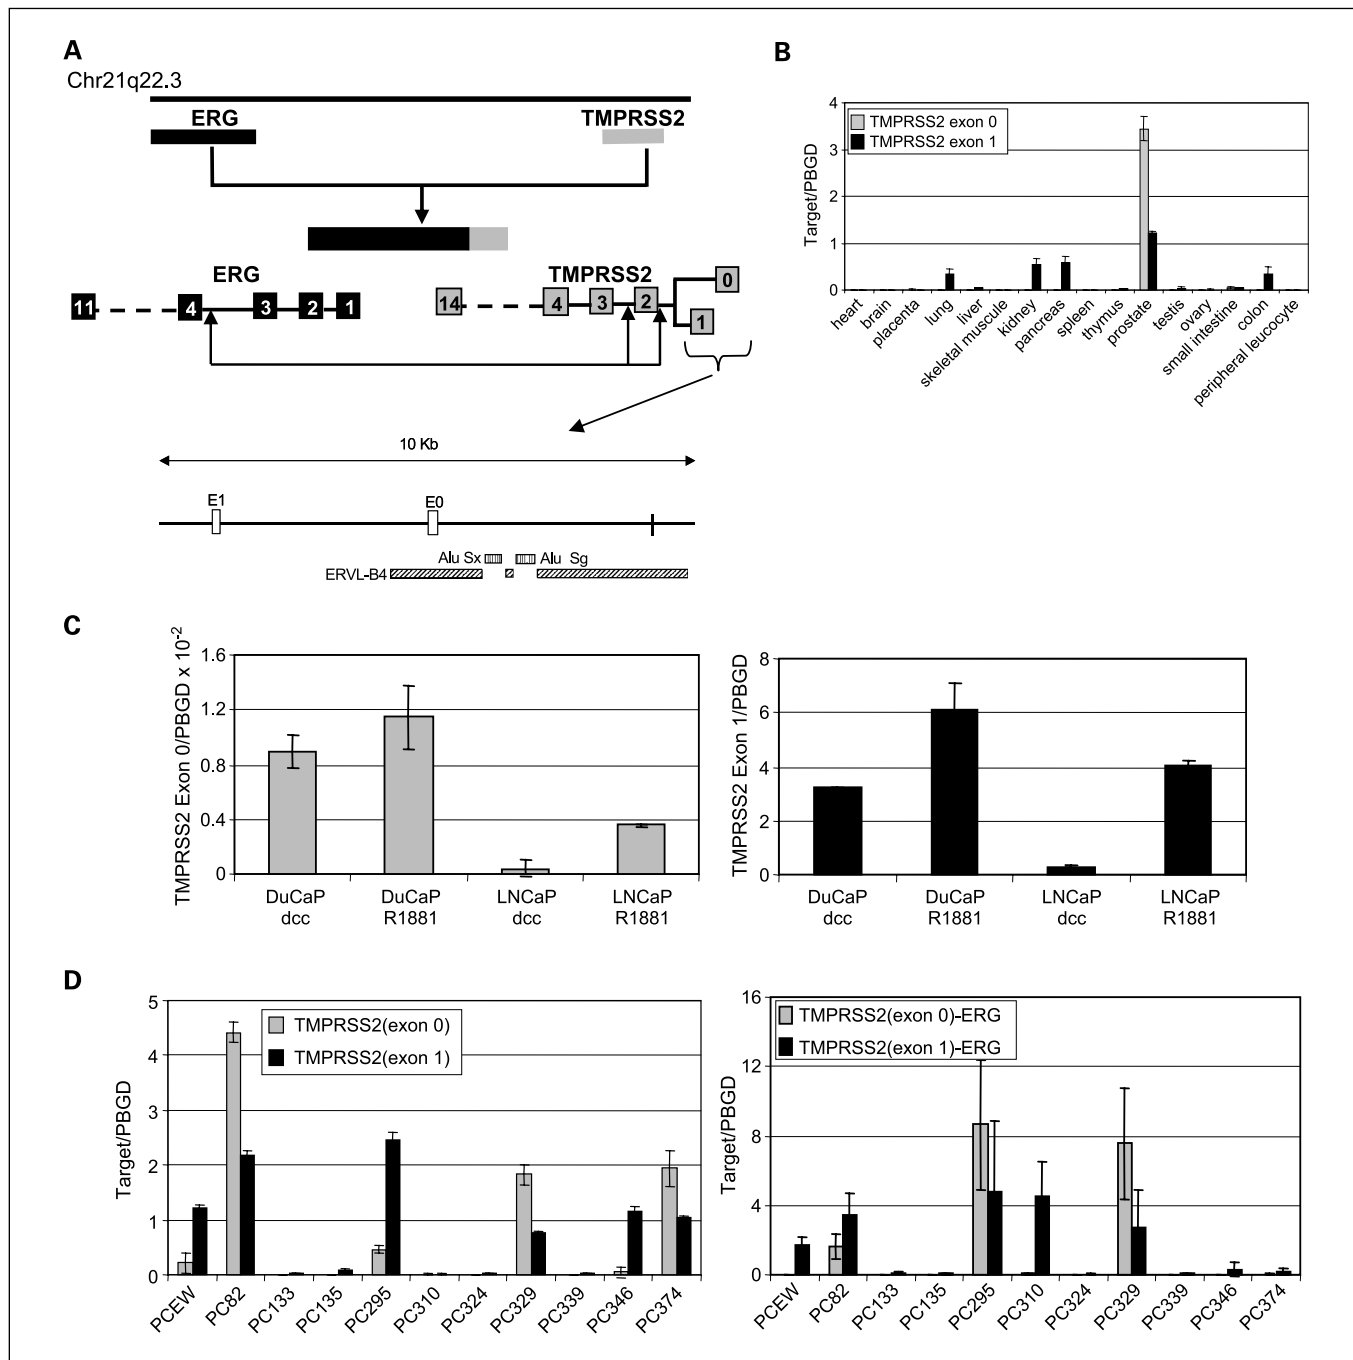 A
Chr21q22.3
ERG
TMPRSS2
ERG
TMPRSS2
11
4
3
2
1
14
4
3
2
0
1
10 Kb
E1
E0
Alu Sx
Alu Sg
ERVL-B4
B
Target/PBGD
4
3
2
1
0
TMPRSS2 exon 0
TMPRSS2 exon 1
heart
brain
placenta
lung
liver
skeletal muscule
kidney
pancreas
spleen
thymus
prostate
testis
ovary
small intestine
colon
peripheral leucocyte
C
TMPRSS2 Exon 0/PBGD x 10-2
1.6
1.2
0.8
0.4
0
DuCaP dcc
DuCaP R1881
LNCaP dcc
LNCaP R1881
TMPRSS2 Exon 1/PBGD
8
6
4
2
0
DuCaP dcc
DuCaP R1881
LNCaP dcc
LNCaP R1881
D
Target/PBGD
5
4
3
2
1
0
TMPRSS2(exon 0)
TMPRSS2(exon 1)
PCEW
PC82
PC133
PC135
PC295
PC310
PC324
PC329
PC339
PC346
PC374
Target/PBGD
16
12
8
4
0
TMPRSS2(exon 0)-ERG
TMPRSS2(exon 1)-ERG
PCEW
PC82
PC133
PC135
PC295
PC310
PC324
PC329
PC339
PC346
PC374